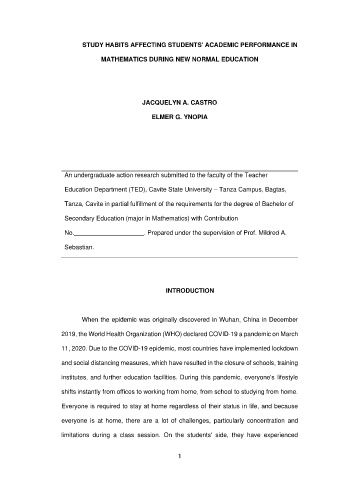 STUDY HABITS AFFECTING STUDENTS' ACADEMIC PERFORMANCE IN
MATHEMATICS DURING NEW NORMAL EDUCATION
JACQUELYN A. CASTRO
ELMER G. YNOPIA
An undergraduate action research submitted to the faculty of the Teacher
Education Department (TED), Cavite State University – Tanza Campus, Bagtas,
Tanza, Cavite in partial fulfillment of the requirements for the degree of Bachelor of
Secondary Education (major in Mathematics) with Contribution
No.____________________. Prepared under the supervision of Prof. Mildred A.
Sebastian.
INTRODUCTION
When the epidemic was originally discovered in Wuhan, China in December
2019, the World Health Organization (WHO) declared COVID-19 a pandemic on March
11, 2020. Due to the COVID-19 epidemic, most countries have implemented lockdown
and social distancing measures, which have resulted in the closure of schools, training
institutes, and further education facilities. During this pandemic, everyone's lifestyle
shifts instantly from offices to working from home, from school to studying from home.
Everyone is required to stay at home regardless of their status in life, and because
everyone is at home, there are a lot of challenges, particularly concentration and
limitations during a class session. On the students' side, they have experienced
1